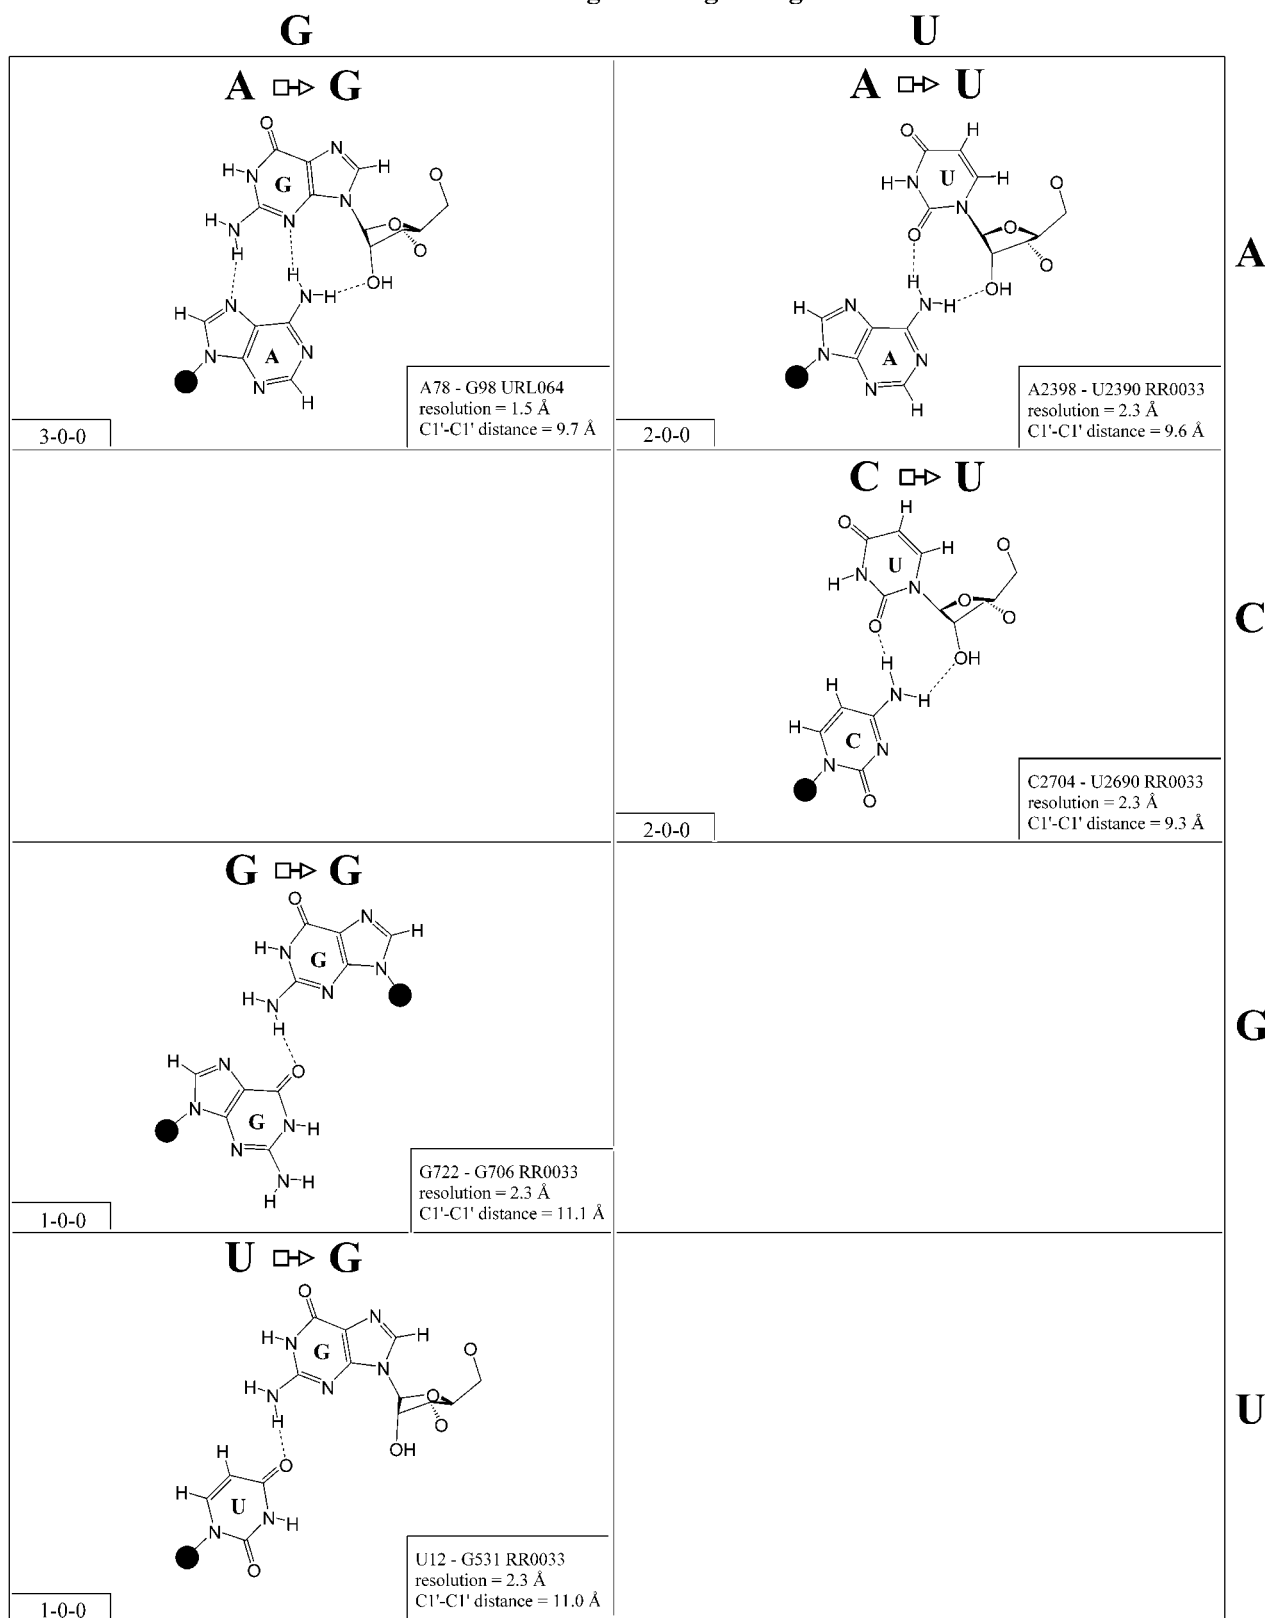 G U
A G
O
N
H N
G H
N
N O
H N N O
H
H
N N H OH
H
N
N A N
N
H
A78 - G98 URL064
resolution = 1.5 Å
C1'-C1' distance = 9.7 Å
3-0-0
A U
H
O
U
H N H O
N
O O
O
H
N H OH
H N
N A N
N
H
A2398 - U2390 RR0033
resolution = 2.3 Å
C1'-C1' distance = 9.6 Å
2-0-0
A
C U
H
O
H O
U
H N N
O
O O
H OH
H N H
H
C N
N
O
C2704 - U2690 RR0033
resolution = 2.3 Å
C1'-C1' distance = 9.3 Å
2-0-0
C
G G
O
N H
H N
G
N N
H N
H
H N O
N
G N H
N
N H
H
G722 - G706 RR0033
resolution = 2.3 Å
C1'-C1' distance = 11.1 Å
1-0-0
G
U G
O
N
H N H
G O
N
H N N O
H O
OH
H O
H
U
N N H
O
U12 - G531 RR0033
resolution = 2.3 Å
C1'-C1' distance = 11.0 Å
1-0-0
U